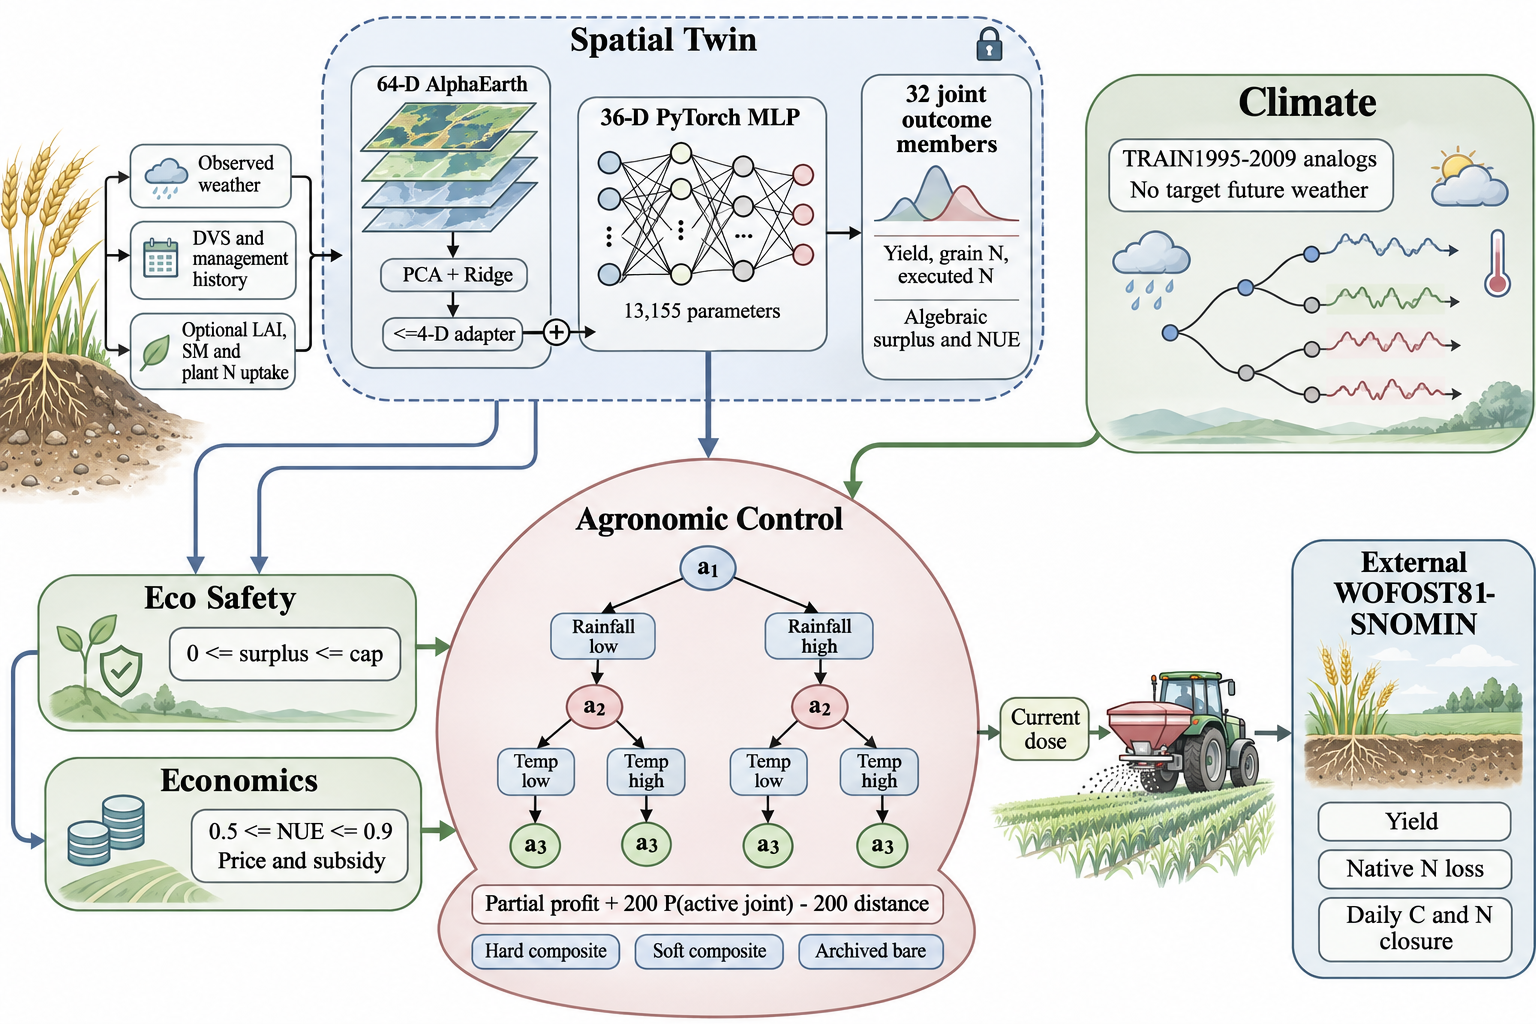 Spatial Twin
64-D AlphaEarth
PCA + Ridge
<=4-D adapter
+
36-D PyTorch MLP
13,155 parameters
32 joint
outcome
members
Yield, grain N,
executed N
Algebraic
surplus and NUE
Observed
weather
DVS and
management
history
Optional LAI,
SM and
plant N uptake
Climate
TRAIN1995-2009 analogs
No target future weather
Eco Safety
0 <= surplus <= cap
Economics
0.5 <= NUE <= 0.9
Price and subsidy
Agronomic Control
a1
Rainfall
low
Rainfall
high
a2
a2
Temp
low
Temp
high
Temp
low
Temp
high
a3
a3
a3
a3
Partial profit + 200 P(active joint) - 200 distance
Hard composite
Soft composite
Archived bare
Current
dose
External
WOFOST81-
SNOMIN
Yield
Native N loss
Daily C and N
closure